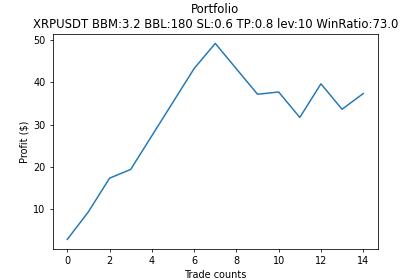 Portfolio
XRPUSDT BBM:3.2 BBL:180 SL:0.6 TP:0.8 lev:10 WinRatio:73.0
50
40
30
20
10
Profit ($)
0 2 4 6 8 10 12 14
Trade counts